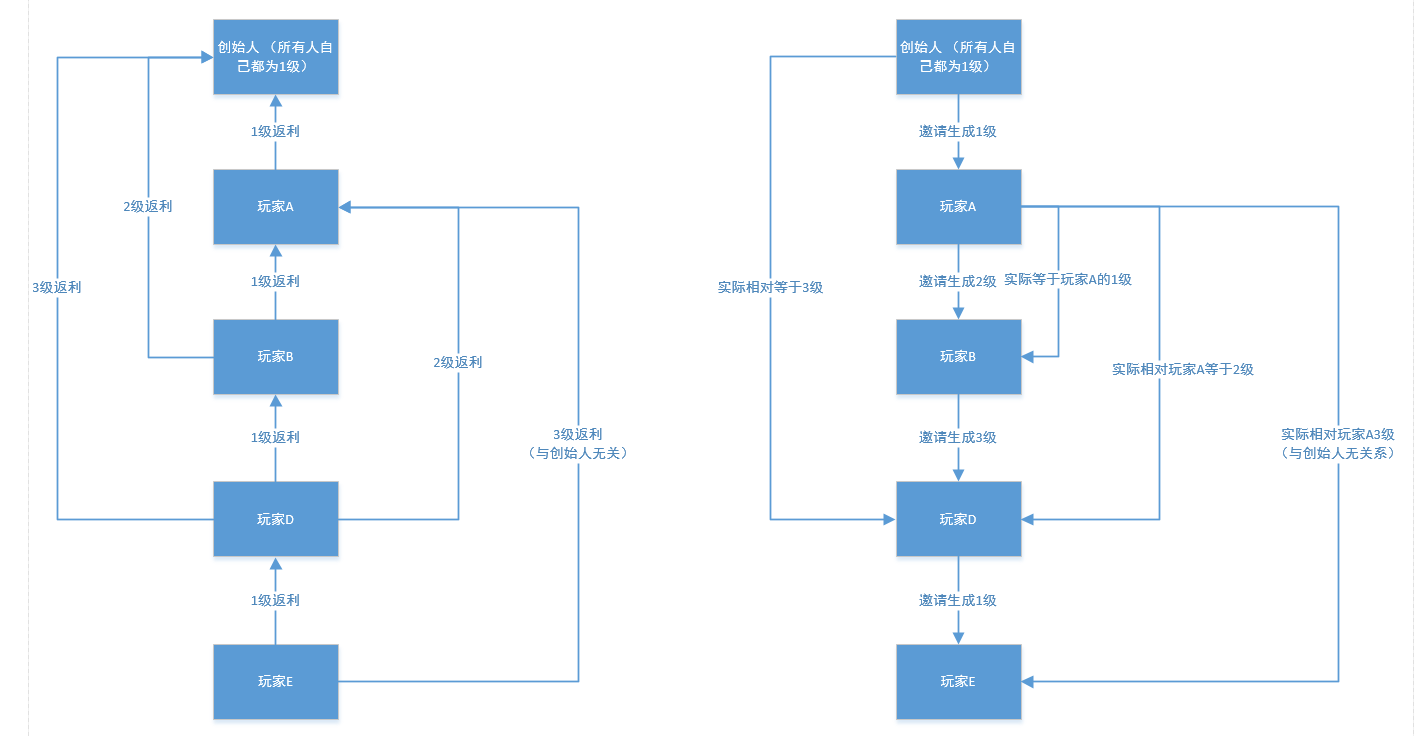 创始人 （所有人自
己都为1级）
1级返利
玩家A
2级返利
1级返利
3级返利
玩家B
2级返利
1级返利
3级返利
（与创始人无关）
玩家D
1级返利
玩家E
创始人 （所有人自
己都为1级）
邀请生成1级
玩家A
邀请生成2级
实际等于玩家A的1级
实际相对等于3级
玩家B
实际相对玩家A等于2级
邀请生成3级
实际相对玩家A3级
（与创始人无关系）
玩家D
邀请生成1级
玩家E